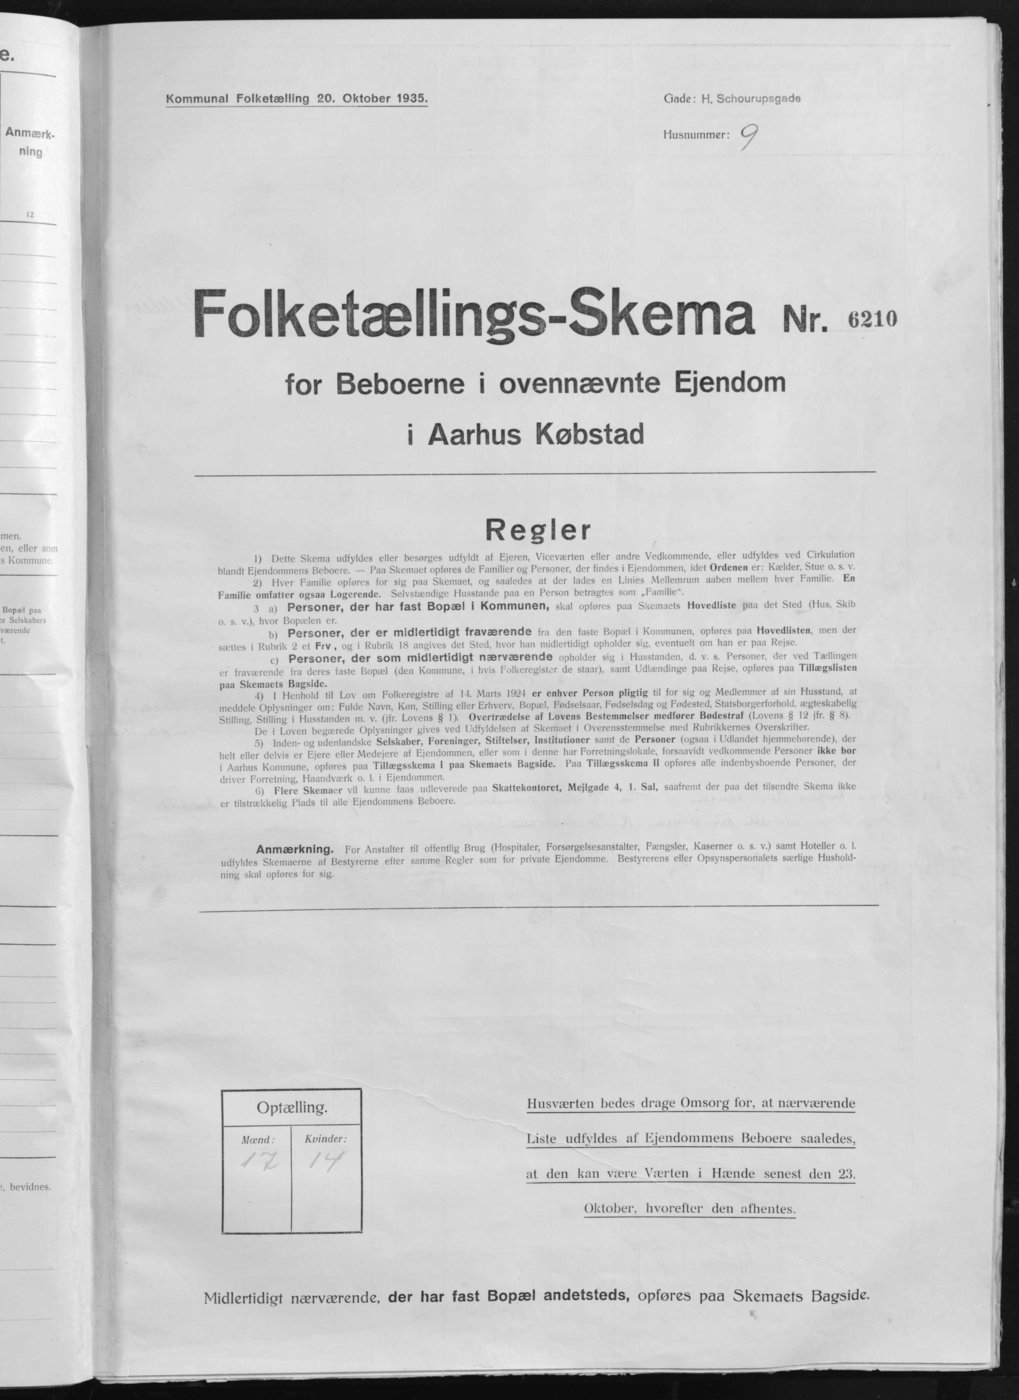 e.
Anmærk-
ning
12
men.
en, eller som
s Kommune.
Bopæl paa
te Selskabers
værende
t.
e, bevidnes.
Kommunal Folketælling 20. Oktober 1935.
Gade: H. Schourupsgade
Husnummer: 9
Folketællings-Skema Nr. 6210
for Beboerne i ovennævnte Ejendom
i Aarhus Købstad
Regler
1) Dette Skema udfyldes eller besørges udfyldt af Ejeren, Viceværten eller andre Vedkommende, eller udfyldes ved Cirkulation
blandt Ejendommens Beboere. — Paa Skemaet opføres de Familier og Personer, der findes i Ejendommen, idet Ordenen er: Kælder, Stue o. s. v.
2) Hver Familie opføres for sig paa Skemaet, og saaledes at der lades en Linies Mellemrum aaben mellem hver Familie. En
Familie omfatter ogsaa Logerende. Selvstændige Husstande paa en Person betragtes som „Familie“.
3 a) Personer, der har fast Bopæl i Kommunen, skal opføres paa Skemaets Hovedliste paa det Sted (Hus, Skib
o. s. v.), hvor Bopælen er.
b) Personer, der er midlertidigt fraværende fra den faste Bopæl i Kommunen, opføres paa Hovedlisten, men der
sættes i Rubrik 2 et Frv., og i Rubrik 18 angives det Sted, hvor han midlertidigt opholder sig, eventuelt om han er paa Rejse.
c) Personer, der som midlertidigt nærværende opholder sig i Husstanden, d. v. s. Personer, der ved Tællingen
er fraværende fra deres faste Bopæl (den Kommune, i hvis Folkeregister de staar), samt Udlændinge paa Rejse, opføres paa Tillægslisten
paa Skemaets Bagside.
4) I Henhold til Lov om Folkeregistre af 14. Marts 1924 er enhver Person pligtig til for sig og Medlemmer af sin Husstand, at
meddele Oplysninger om: Fulde Navn, Køn, Stilling eller Erhverv, Bopæl, Fødselsaar, Fødselsdag og Fødested, Statsborgerforhold, ægteskabelig
Stilling, Stilling i Husstanden m. v. (jfr. Lovens § 1). Overtrædelse af Lovens Bestemmelser medfører Bødestraf (Lovens § 12 jfr. § 8).
De i Loven begærede Oplysninger gives ved Udfyldelsen af Skemaet i Overensstemmelse med Rubrikkernes Overskrifter.
5) Inden- og udenlandske Selskaber, Foreninger, Stiftelser, Institutioner samt de Personer (ogsaa i Udlandet hjemmehørende), der
helt eller delvis er Ejere eller Medejere af Ejendommen, eller som i denne har Forretningslokale, forsaavidt vedkommende Personer ikke bor
i Aarhus Kommune, opføres paa Tillægsskema I paa Skemaets Bagside. Paa Tillægsskema II opføres alle indenbysboende Personer, der
driver Forretning, Haandværk o. l. i Ejendommen.
6) Flere Skemaer vil kunne faas udleverede paa Skattekontoret, Mejlgade 4, 1. Sal, saafremt der paa det tilsendte Skema ikke
er tilstrækkelig Plads til alle Ejendommens Beboere.
Anmærkning. For Anstalter til offentlig Brug (Hospitaler, Forsørgelsesanstalter, Fængsler, Kaserner o. s. v.) samt Hoteller o. l.
udfyldes Skemaerne af Bestyrerne efter samme Regler som for private Ejendomme. Bestyrerens eller Opsynspersonalets særlige Hushold-
ning skal opføres for sig.
Optælling.
Mænd: Kvinder:
17 14
Husværten bedes drage Omsorg for, at nærværende
Liste udfyldes af Ejendommens Beboere saaledes,
at den kan være Værten i Hænde senest den 23.
Oktober, hvorefter den afhentes.
Midlertidigt nærværende, der har fast Bopæl andetsteds, opføres paa Skemaets Bagside.